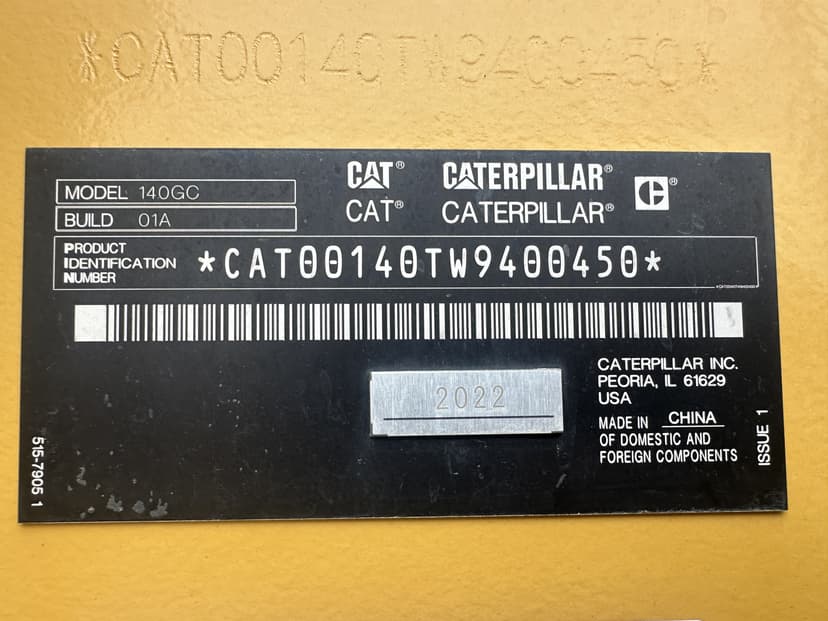 *CAT00140TW9400450*
CAT® CATERPILLAR® C®
MODEL 140GC
CAT® CATERPILLAR®
BUILD 01A
PRODUCT
IDENTIFICATION
NUMBER
*CAT00140TW9400450*
*CAT00140TW9400450*
CATERPILLAR INC.
PEORIA, IL 61629
USA
2022
MADE IN CHINA
OF DOMESTIC AND
FOREIGN COMPONENTS
ISSUE 1
515-7905 1